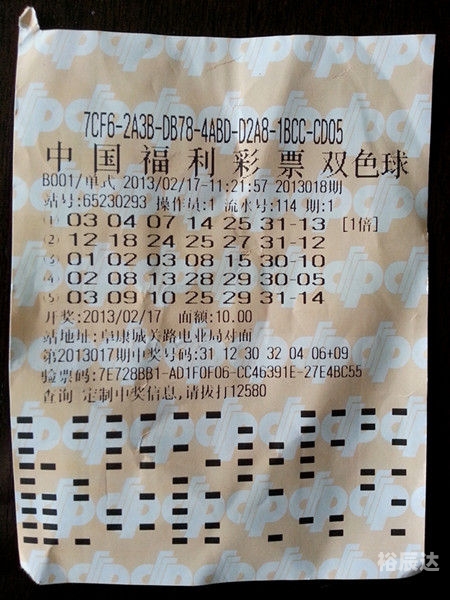 7CF6-2A3B-DB78-4ABD-D2A8-1BCC-CD05
中国福利彩票 双色球
B001/单式 2013/02/17-11:21:57 2013018期
站号:65230293 操作员:1 流水号:114 期:1
(1) 03 04 07 14 25 31-13 [1倍]
(2) 12 18 24 25 27 31-12
(3) 01 02 03 08 15 30-10
(4) 02 08 13 28 29 30-05
(5) 03 09 10 25 29 31-14
开奖:2013/02/17 面额:10.00
站地址:阜康城关路电业局对面
第2013017期中奖号码:31 12 30 32 04 06+09
验票码:7E728BB1-AD1F0F06-CC46391E-27E4BC55
查询 定制中奖信息,请拨打12580
裕辰达